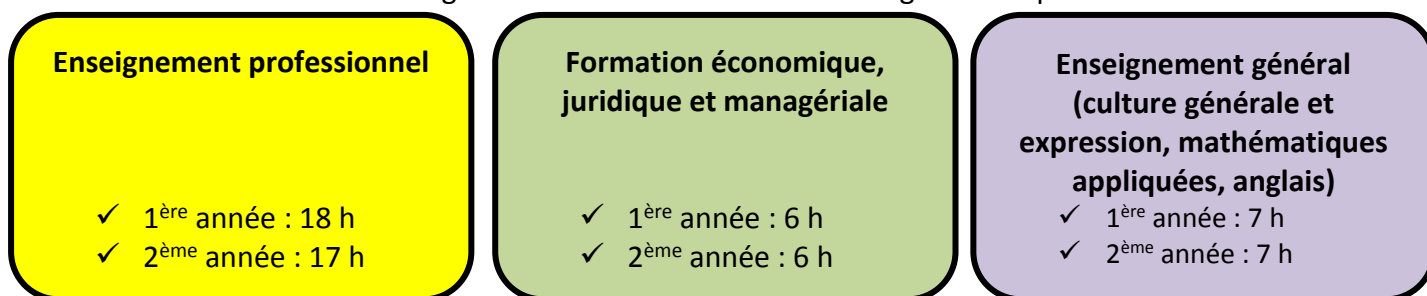 Enseignement professionnel
✓ 1ère année : 18 h
✓ 2ème année : 17 h
Formation économique,
juridique et managériale
✓ 1ère année : 6 h
✓ 2ème année : 6 h
Enseignement général
(culture générale et
expression, mathématiques
appliquées, anglais)
✓ 1ère année : 7 h
✓ 2ème année : 7 h